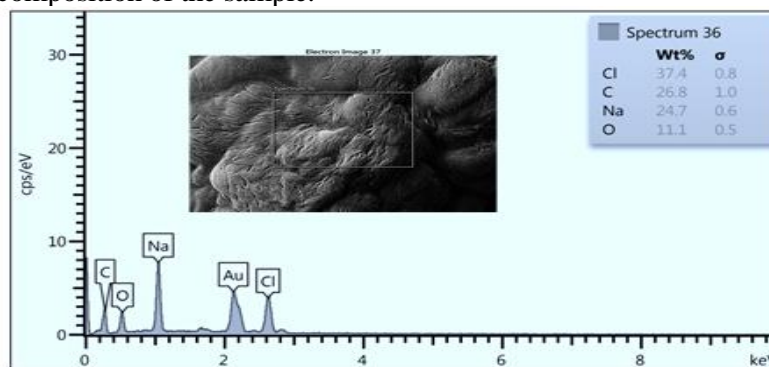 composition of the sample.
Electron Image 37
Spectrum 36
Wt% σ
Cl 37.4 0.8
C 26.8 1.0
Na 24.7 0.6
O 11.1 0.5
cps/eV
30
20
10
0
C
O
Na
Au
Cl
0 2 4 6 8 keV